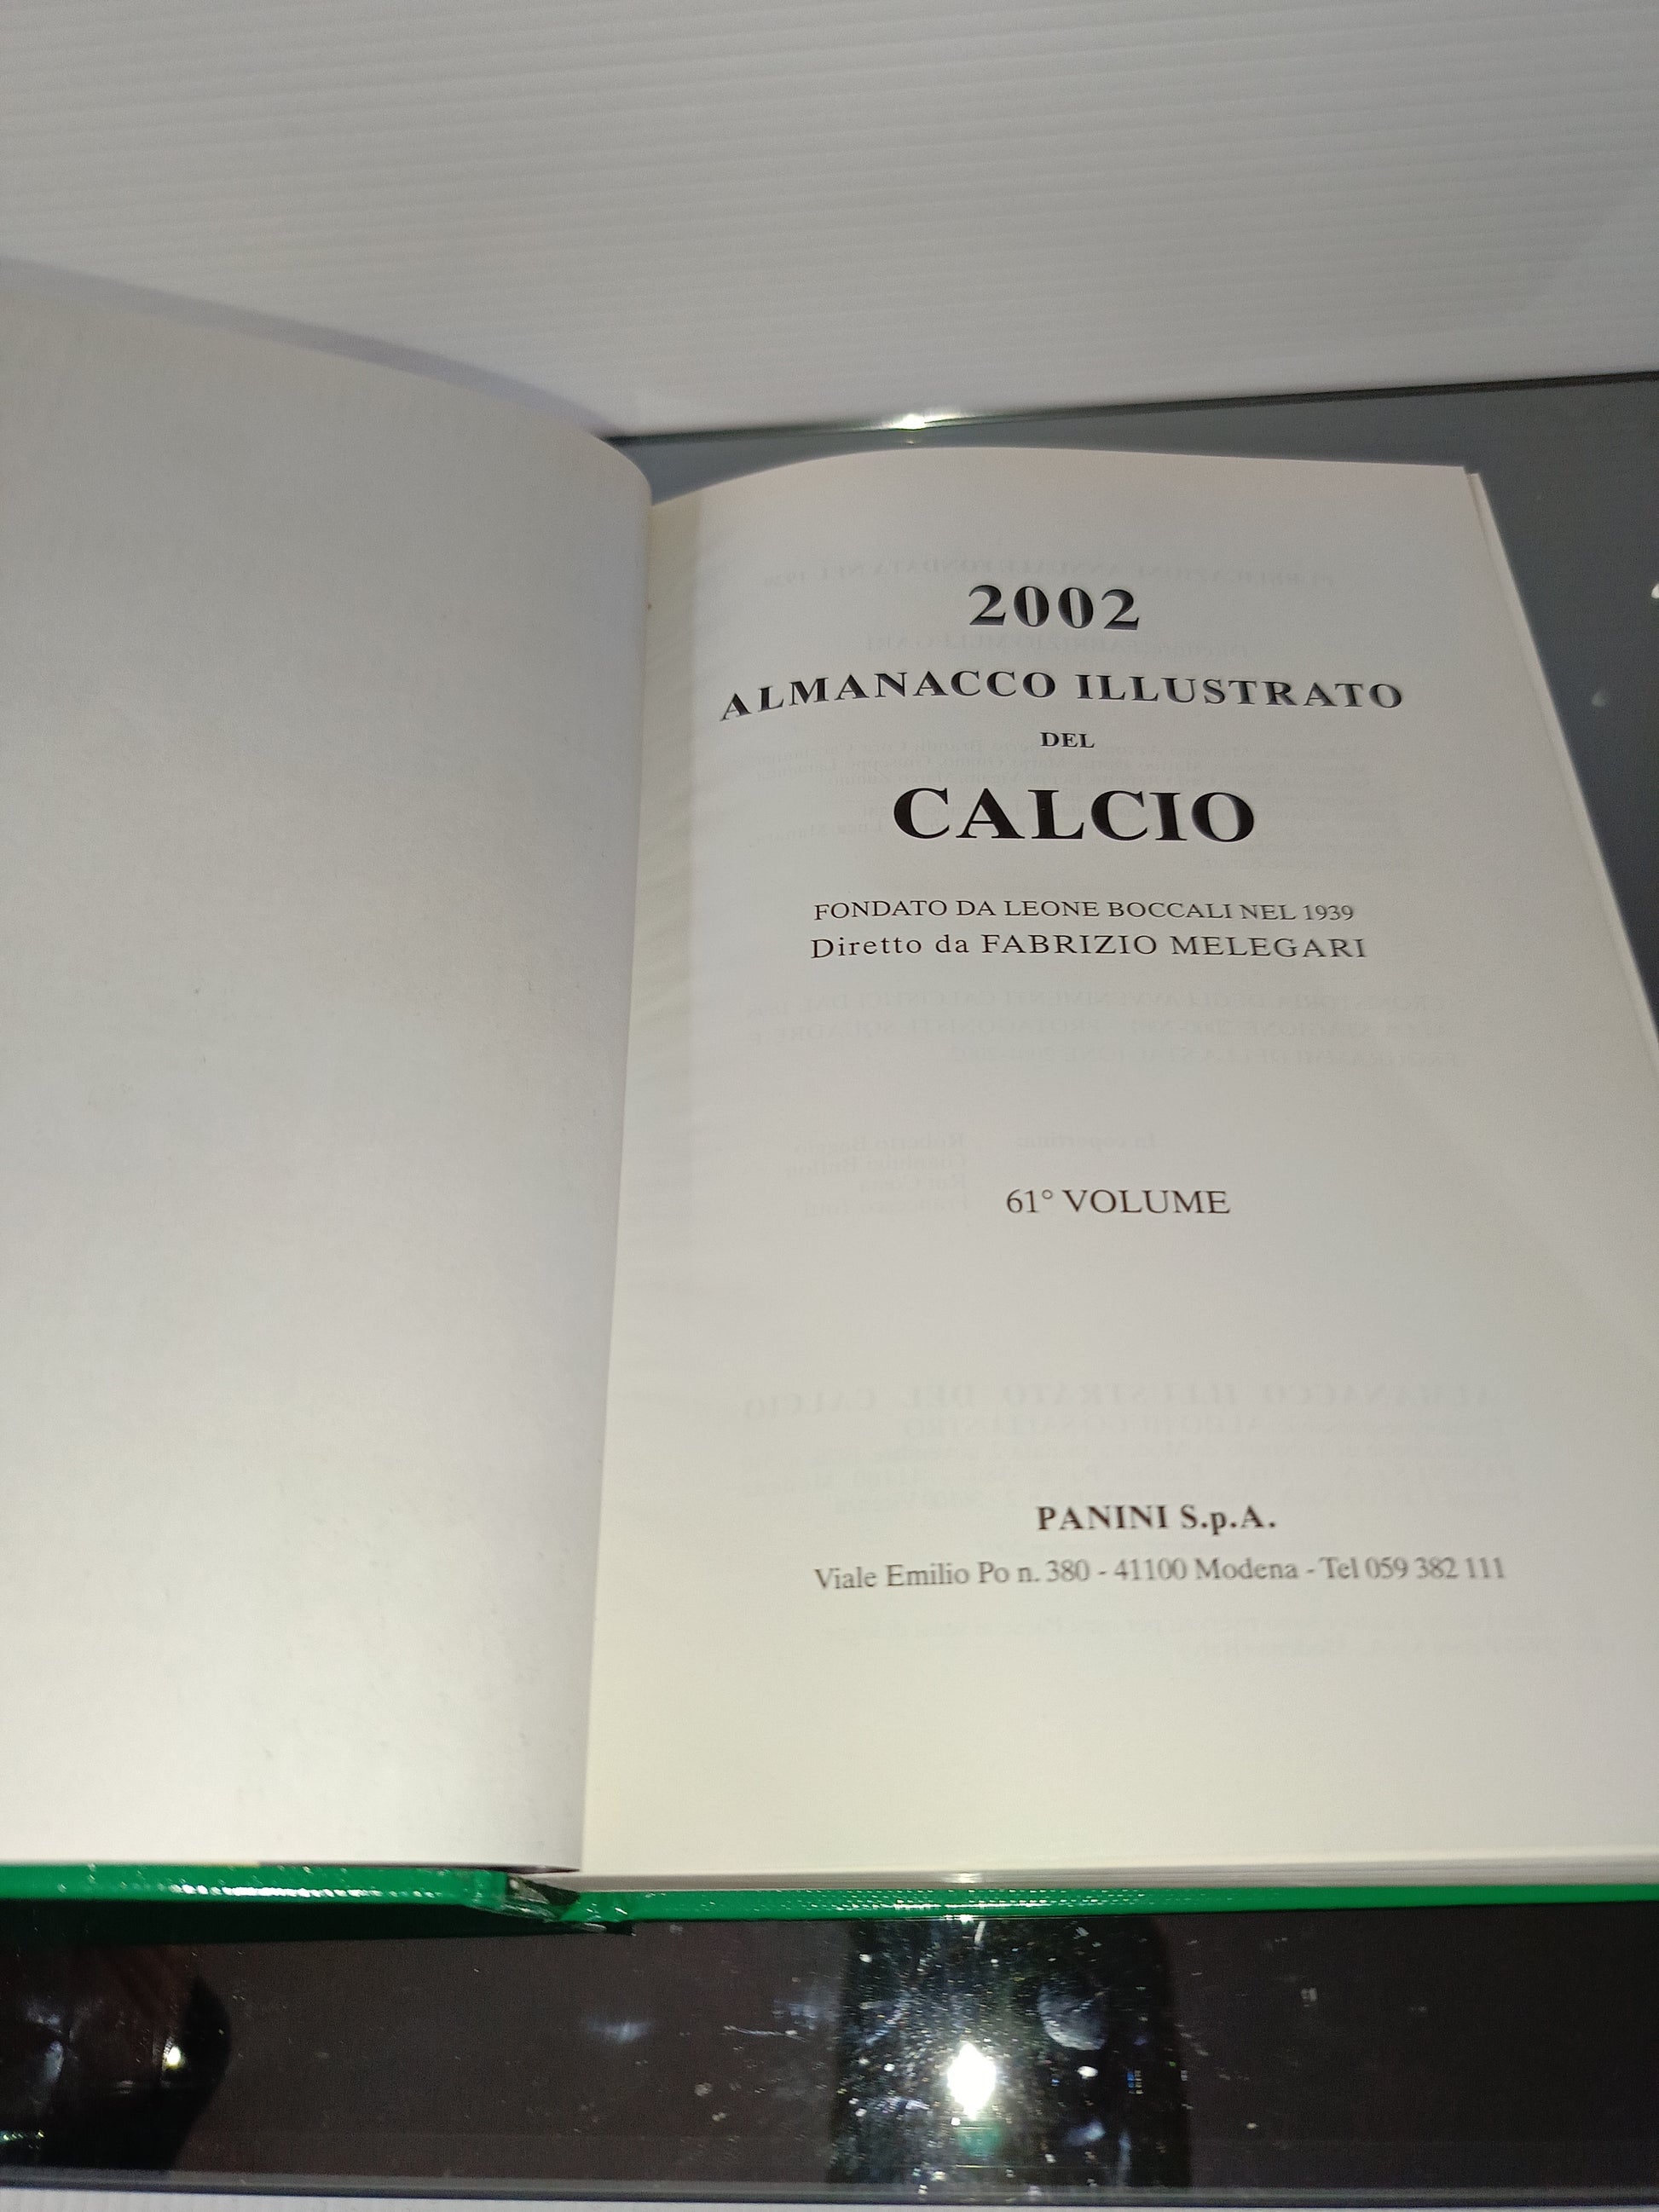 2002
ALMANACCO ILLUSTRATO
DEL
CALCIO
FONDATO DA LEONE BOCCALI NEL 1939
Diretto da FABRIZIO MELEGARI
61° VOLUME
PANINI S.p.A.
Viale Emilio Po n. 380 - 41100 Modena - Tel 059 382 111